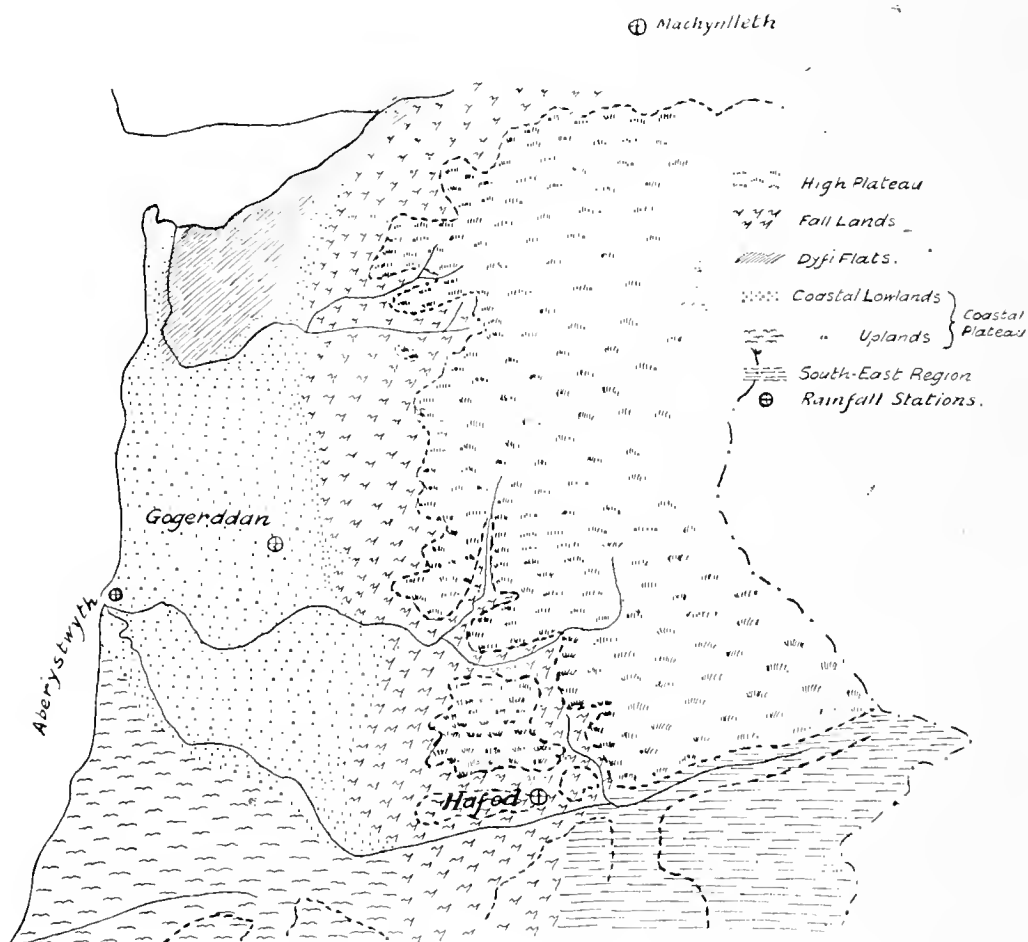 Machynlleth
High Plateau
Fall Lands
Dyfi Flats.
Coastal Lowlands
" Uplands
Coastal
Plateau
South-East Region
Rainfall Stations.
Gogerddan
Aberystwyth
Hafod